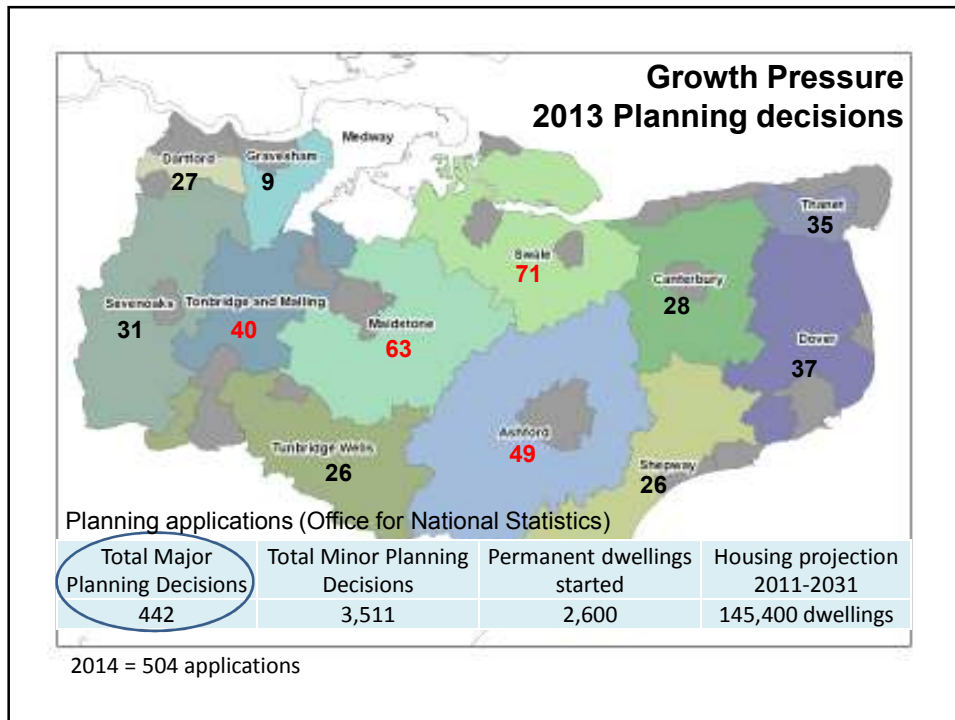 Growth Pressure
2013 Planning decisions
Medway
Dartford
27
Gravesham
9
Thanet
35
Swale
71
Canterbury
28
Sevenoaks
31
Tonbridge and Malling
40
Maidstone
63
Dover
37
Ashford
49
Tunbridge Wells
26
Shepway
26
Planning applications (Office for National Statistics)
Total Major
Planning Decisions
Total Minor Planning
Decisions
Permanent dwellings
started
Housing projection
2011-2031
442
3,511
2,600
145,400 dwellings
2014 = 504 applications